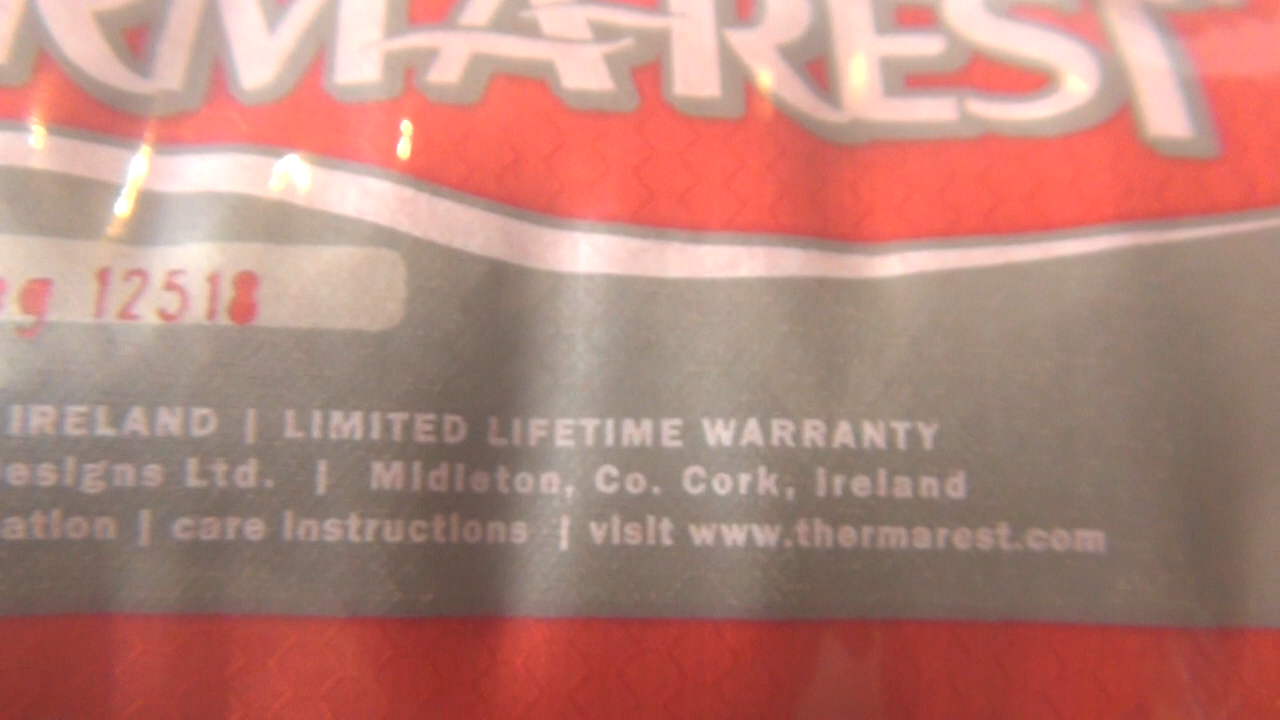 RMAREST
eg 12518
IRELAND | LIMITED LIFETIME WARRANTY
esigns Ltd. | Midleton, Co. Cork, Ireland
ation | care instructions | visit www.thermarest.com